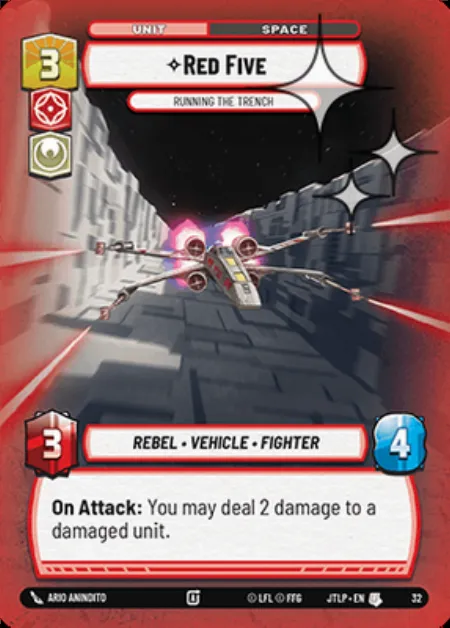 UNIT SPACE
3
✧RED FIVE
RUNNING THE TRENCH
3
REBEL • VEHICLE • FIGHTER
4
On Attack: You may deal 2 damage to a
damaged unit.
ARIO ANINDITO © LFL © FFG JTLP • EN 32